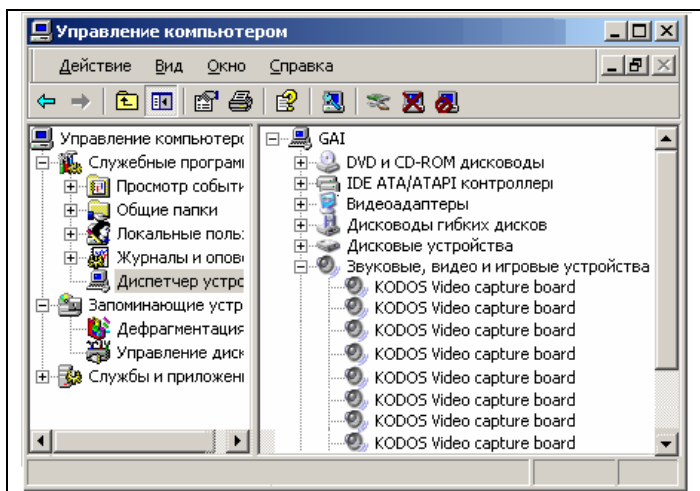 Управление компьютером
Действие Вид Окно Справка
Управление компьютерo
Служебные програм
Просмотр событи
Общие папки
Локальные поль
Журналы и опов
Диспетчер устро
Запоминающие устр
Дефрагментация
Управление диск
Службы и приложен
GAI
DVD и CD-ROM дисководы
IDE ATA/ATAPI контроллеры
Видеоадаптеры
Дисководы гибких дисков
Дисковые устройства
Звуковые, видео и игровые устройства
KODOS Video capture board
KODOS Video capture board
KODOS Video capture board
KODOS Video capture board
KODOS Video capture board
KODOS Video capture board
KODOS Video capture board
KODOS Video capture board